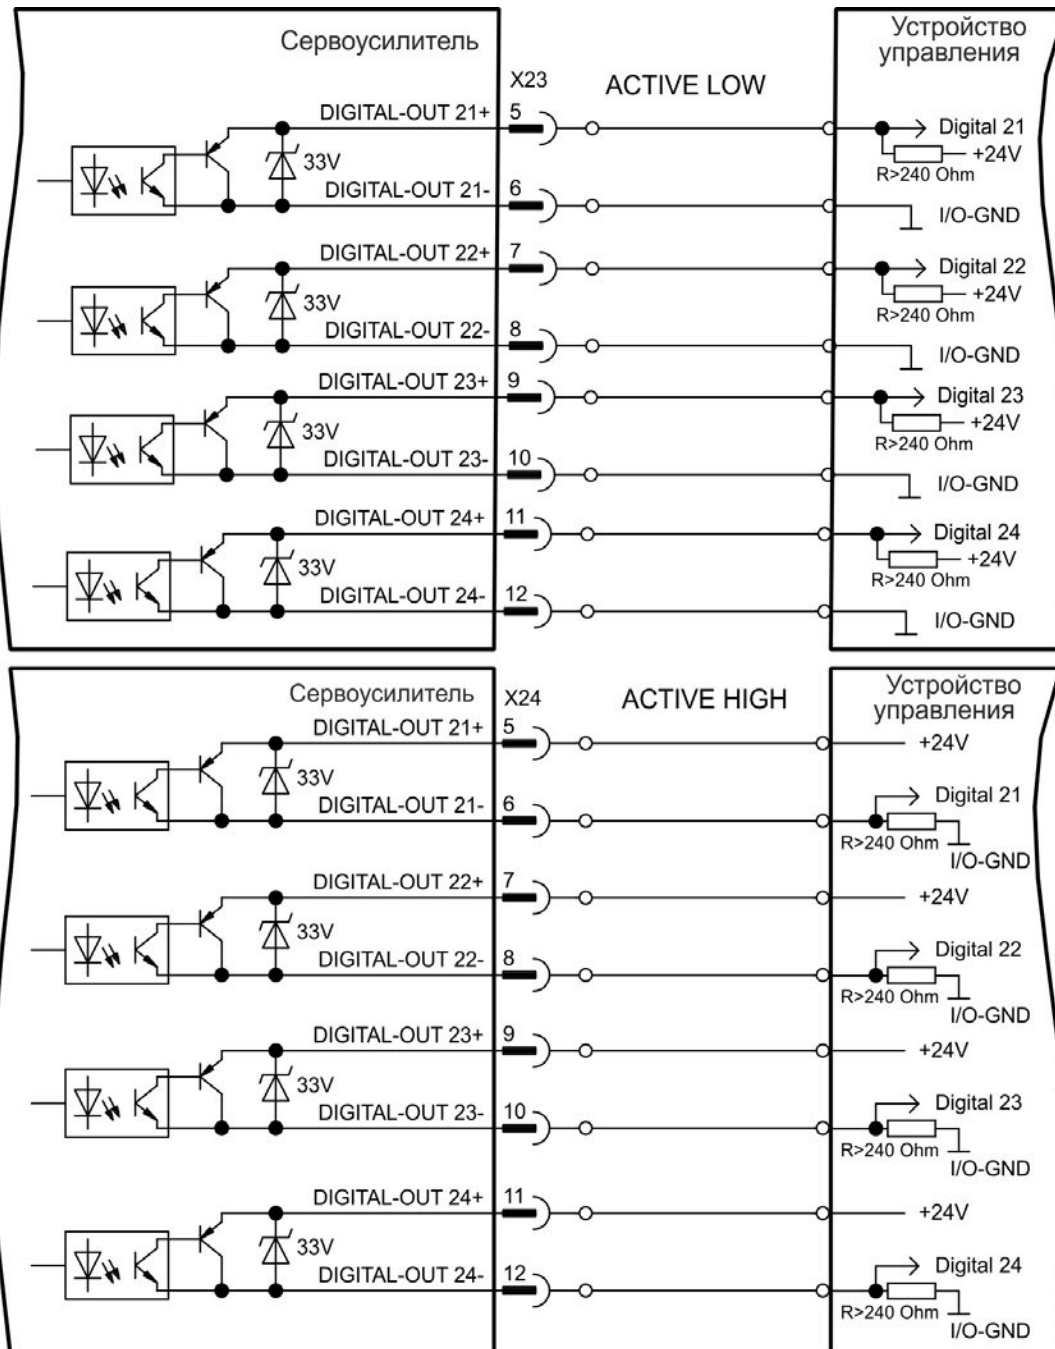 Сервоусилитель
Устройство
управления
X23
ACTIVE LOW
DIGITAL-OUT 21+
5
Digital 21
33V
+24V
R>240 Ohm
DIGITAL-OUT 21-
6
I/O-GND
DIGITAL-OUT 22+
7
Digital 22
33V
+24V
R>240 Ohm
DIGITAL-OUT 22-
8
I/O-GND
DIGITAL-OUT 23+
9
Digital 23
33V
+24V
R>240 Ohm
DIGITAL-OUT 23-
10
I/O-GND
DIGITAL-OUT 24+
11
Digital 24
33V
+24V
R>240 Ohm
DIGITAL-OUT 24-
12
I/O-GND
Сервоусилитель
Устройство
управления
X24
ACTIVE HIGH
DIGITAL-OUT 21+
5
+24V
33V
DIGITAL-OUT 21-
6
Digital 21
R>240 Ohm
I/O-GND
DIGITAL-OUT 22+
7
+24V
33V
DIGITAL-OUT 22-
8
Digital 22
R>240 Ohm
I/O-GND
DIGITAL-OUT 23+
9
+24V
33V
DIGITAL-OUT 23-
10
Digital 23
R>240 Ohm
I/O-GND
DIGITAL-OUT 24+
11
+24V
33V
DIGITAL-OUT 24-
12
Digital 24
R>240 Ohm
I/O-GND